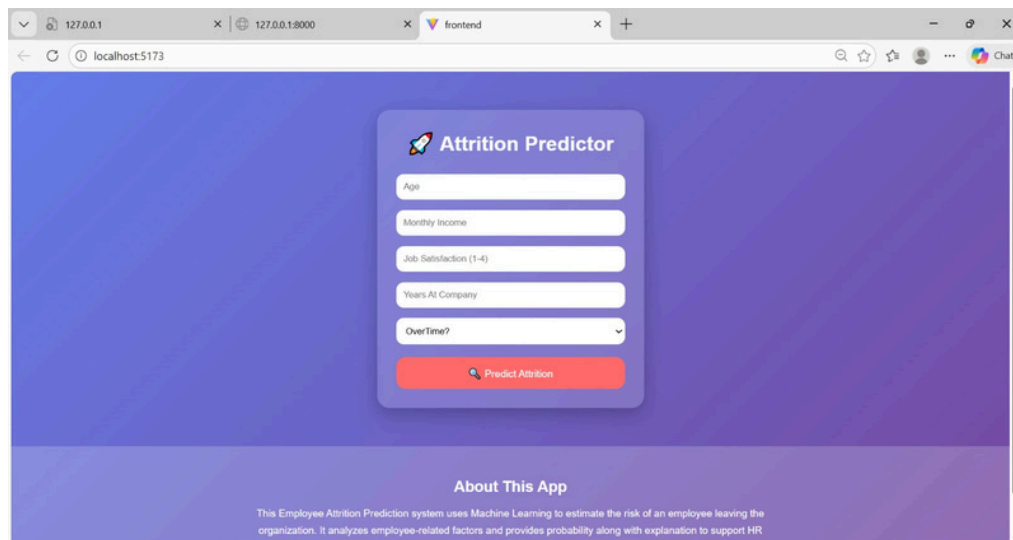 127.0.0.1
127.0.0.1:8000
frontend
localhost:5173
Chat
Attrition Predictor
Age
Monthly Income
Job Satisfaction (1-4)
Years At Company
OverTime?
Predict Attrition
About This App
This Employee Attrition Prediction system uses Machine Learning to estimate the risk of an employee leaving the
organization. It analyzes employee-related factors and provides probability along with explanation to support HR